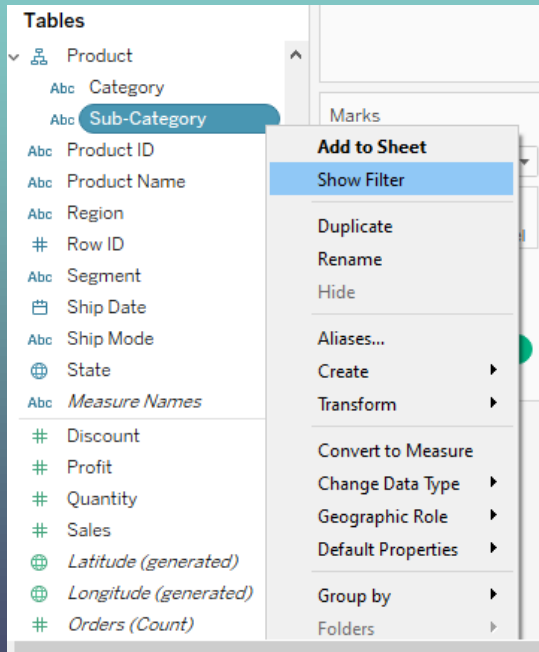 Tables
Product
Abc Category
Abc Sub-Category
Abc Product ID
Abc Product Name
Abc Region
# Row ID
Abc Segment
Ship Date
Abc Ship Mode
State
Abc Measure Names
# Discount
# Profit
# Quantity
# Sales
Latitude (generated)
Longitude (generated)
# Orders (Count)
Marks
Add to Sheet
Show Filter
Duplicate
Rename
Hide
Aliases...
Create
Transform
Convert to Measure
Change Data Type
Geographic Role
Default Properties
Group by
Folders